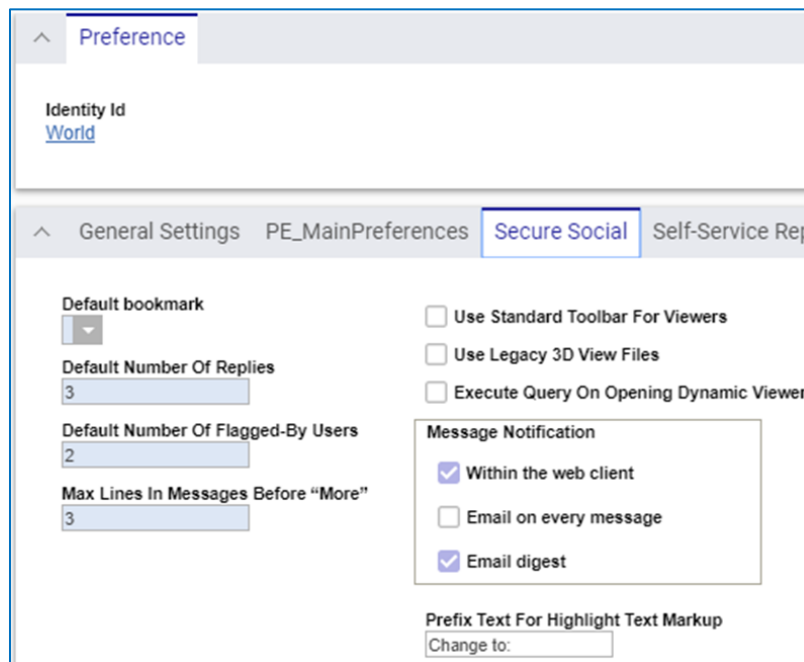 Preference
Identity Id
World
General Settings PE_MainPreferences Secure Social Self-Service Rep
Default bookmark
Default Number Of Replies
3
Default Number Of Flagged-By Users
2
Max Lines In Messages Before “More”
3
Use Standard Toolbar For Viewers
Use Legacy 3D View Files
Execute Query On Opening Dynamic Viewer
Message Notification
Within the web client
Email on every message
Email digest
Prefix Text For Highlight Text Markup
Change to: